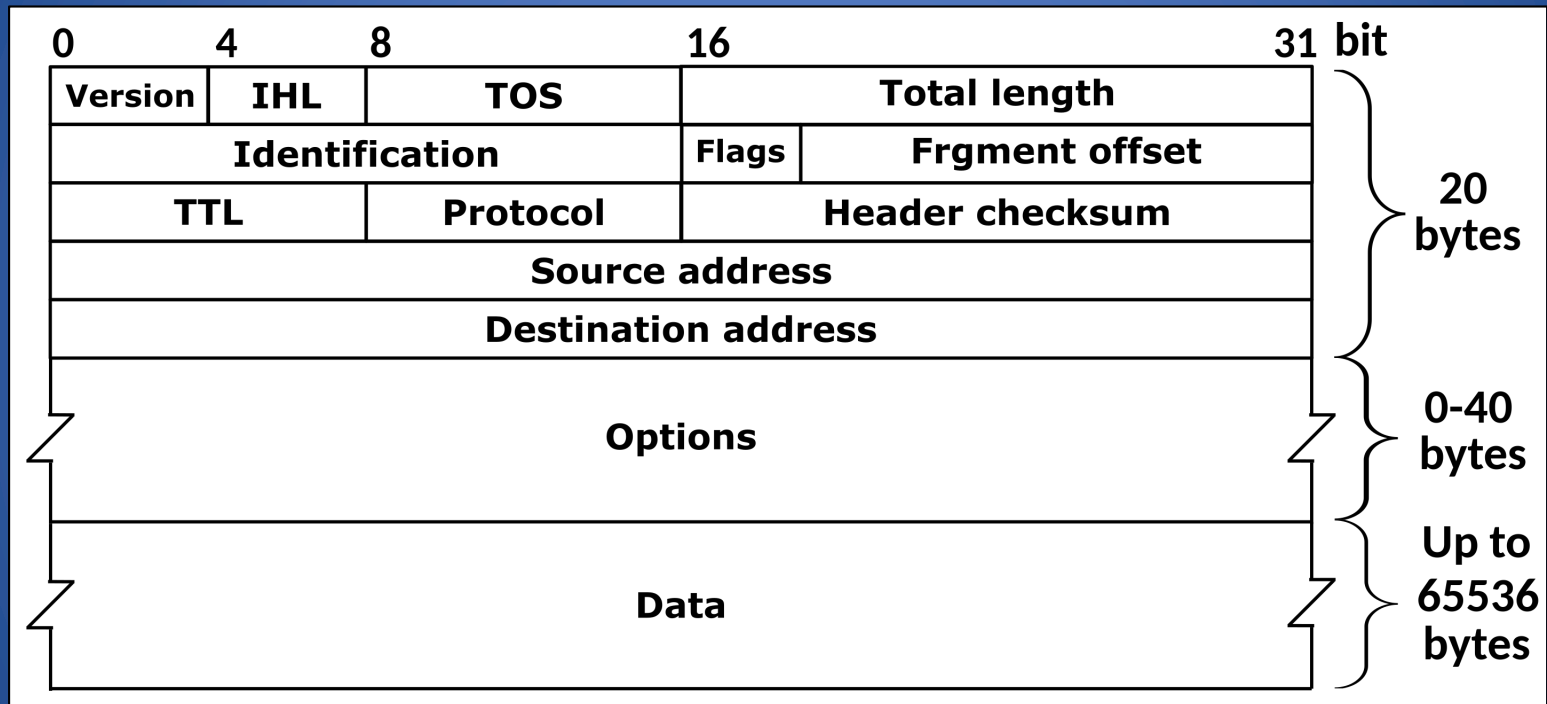 0 4 8 16 31 bit
Version IHL TOS Total length
Identification Flags Frgment offset
TTL Protocol Header checksum
Source address
Destination address
20
bytes
Options
0-40
bytes
Data
Up to
65536
bytes